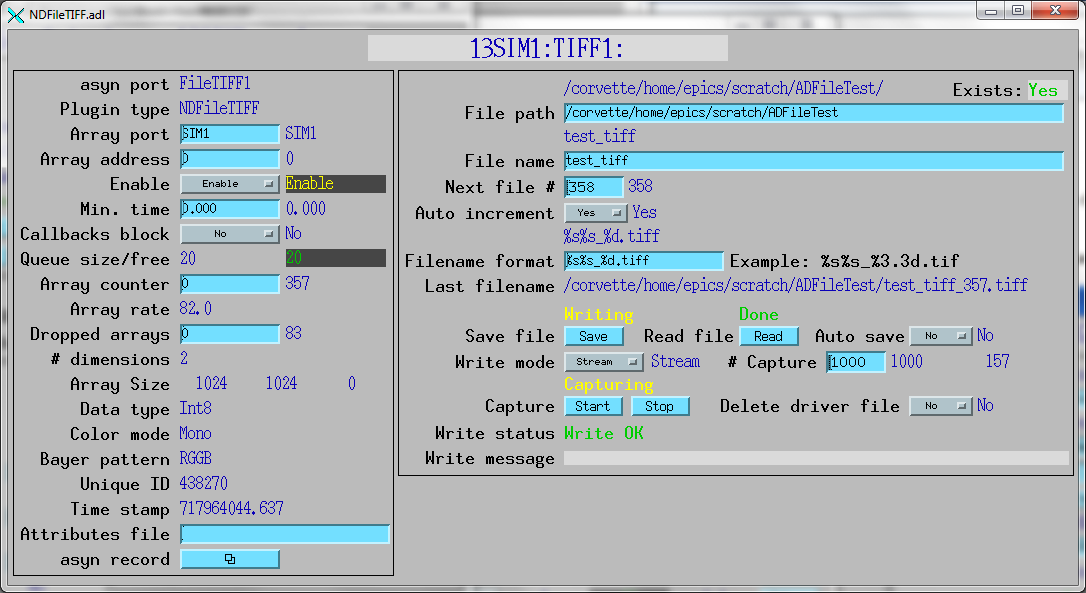 NDFileTIFF.adl
13SIM1:TIFF1:
asyn port FileTIFF1
Plugin type NDFileTIFF
Array port SIM1 SIM1
Array address 0 0
Enable Enable Enable
Min. time 0.000 0.000
Callbacks block No No
Queue size/free 20 20
Array counter 0 357
Array rate 82.0
Dropped arrays 0 83
# dimensions 2
Array Size 1024 1024 0
Data type Int8
Color mode Mono
Bayer pattern RGGB
Unique ID 438270
Time stamp 717964044.637
Attributes file
asyn record
/corvette/home/epics/scratch/ADFileTest/ Exists: Yes
File path /corvette/home/epics/scratch/ADFileTest
test_tiff
File name test_tiff
Next file # 358 358
Auto increment Yes Yes
%s%s_%d.tiff
Filename format %s%s_%d.tiff Example: %s%s_%3.3d.tif
Last filename /corvette/home/epics/scratch/ADFileTest/test_tiff_357.tiff
Writing Done
Save file Save Read file Read Auto save No No
Write mode Stream Stream # Capture 1000 1000 157
Capturing
Capture Start Stop Delete driver file No No
Write status Write OK
Write message